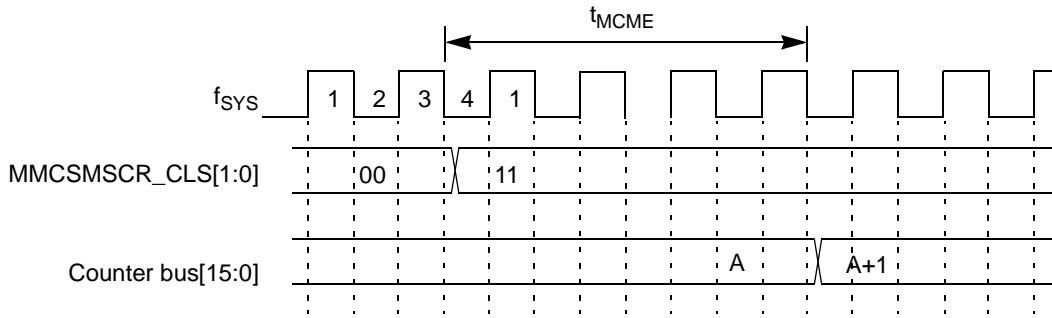 tMCME
fSYS 1 2 3 4 1
MMCSMSCR_CLS[1:0] 00 11
Counter bus[15:0] A A+1